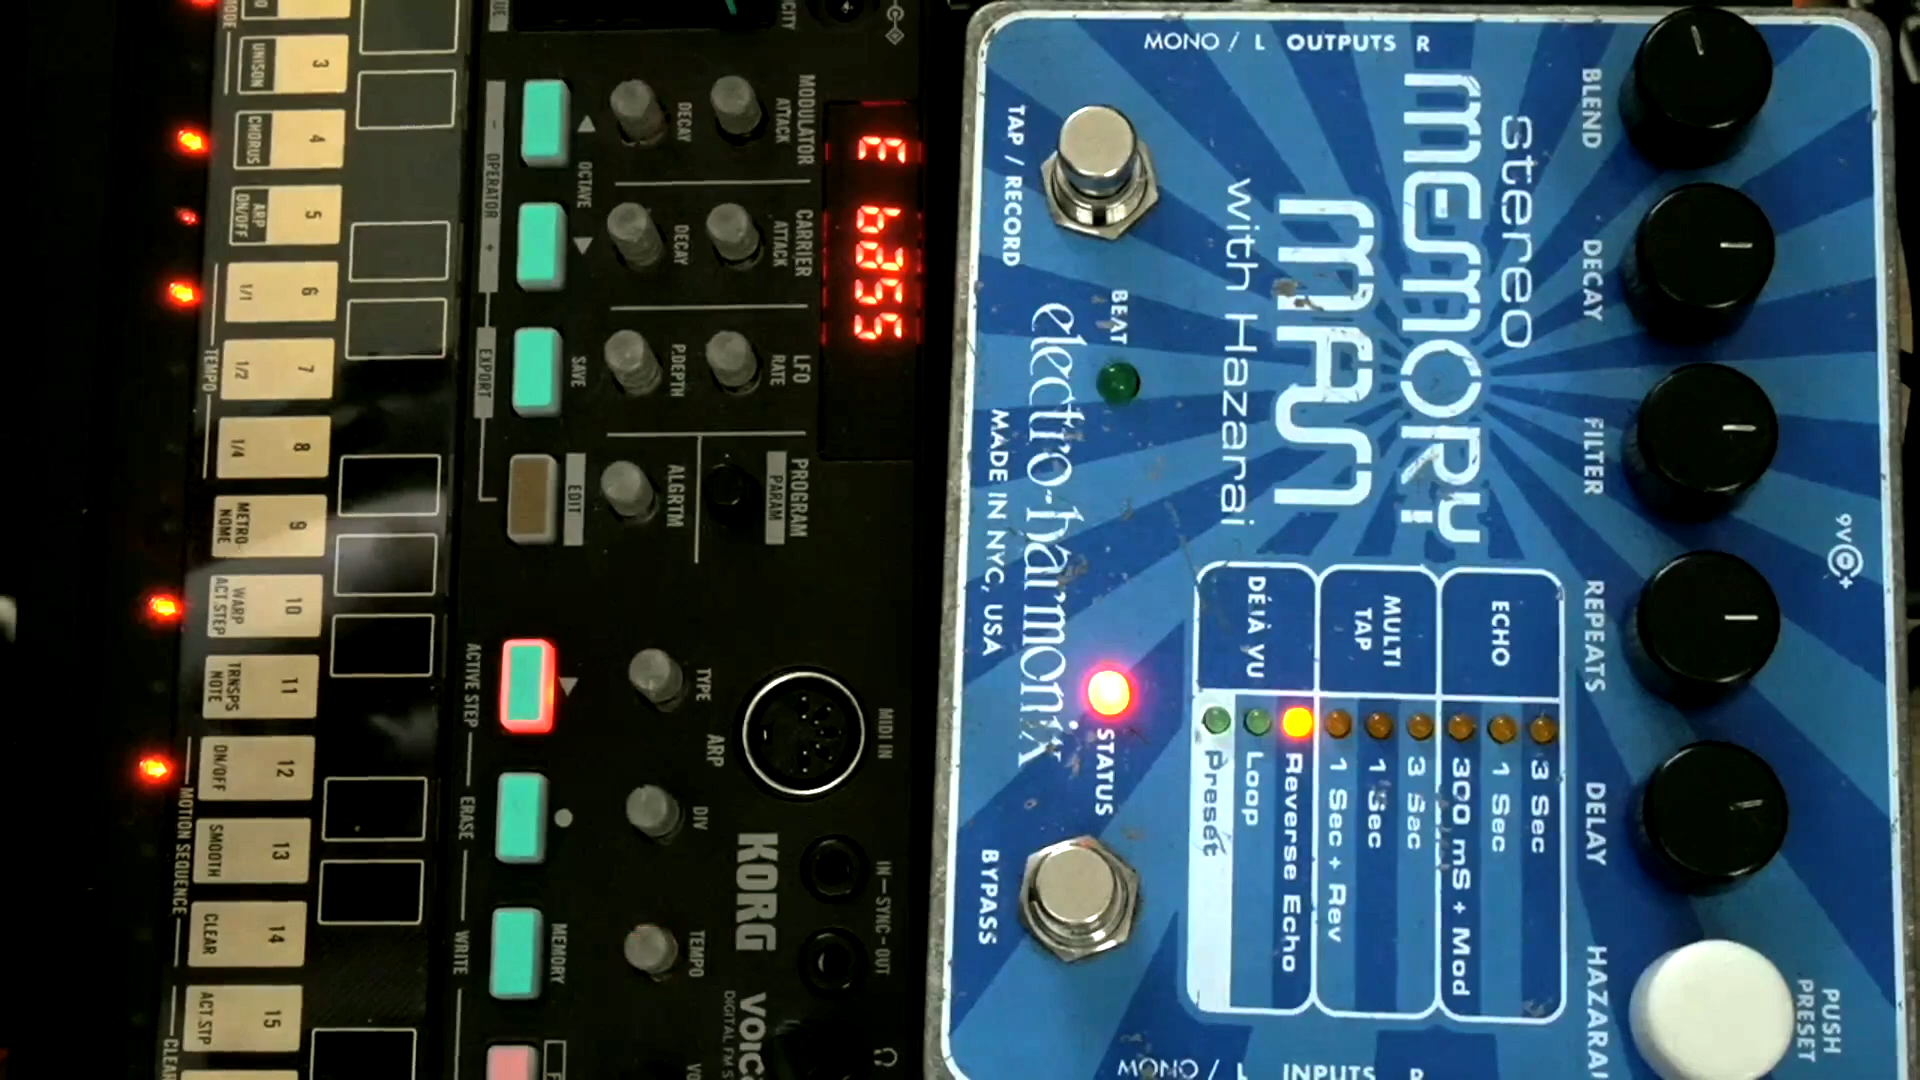 MONO / L OUTPUTS R
TAP / RECORD
BEAT
stereo
MEMORY
MAN
with Hazarai
electro-harmonix
MADE IN NYC, USA
STATUS
BYPASS
BLEND
DECAY
FILTER
REPEATS
DELAY
HAZARAI
PUSH
PRESET
9V
ECHO
MULTI
TAP
DÉJÀ VU
3 Sec
1 Sec
300 mS + Mod
3 Sec
1 Sec
1 Sec + Rev
Reverse Echo
Loop
Preset
MONO / L INPUTS R
MODULATOR
ATTACK
DECAY
CARRIER
ATTACK
DECAY
LFO
RATE
P.DEPTH
PROGRAM
PARAM
ALGRTM
EDIT
OCTAVE
SAVE
- OPERATOR +
EXPORT
MIDI IN
TYPE
ARP
DIV
TEMPO
KORG
IN—SYNC—OUT
DIGITAL FM
ACTIVE STEP
ERASE
WRITE
MEMORY
MODE
3
UNISON
4
CHORUS
5
ARP
ON/OFF
6
1/1
7
1/2
8
1/4
TEMPO
9
METRO-
NOME
10
WARP
ACT.STEP
11
TRNSPS
NOTE
12
ON/OFF
13
SMOOTH
14
CLEAR
MOTION SEQUENCE
15
ACT.STP